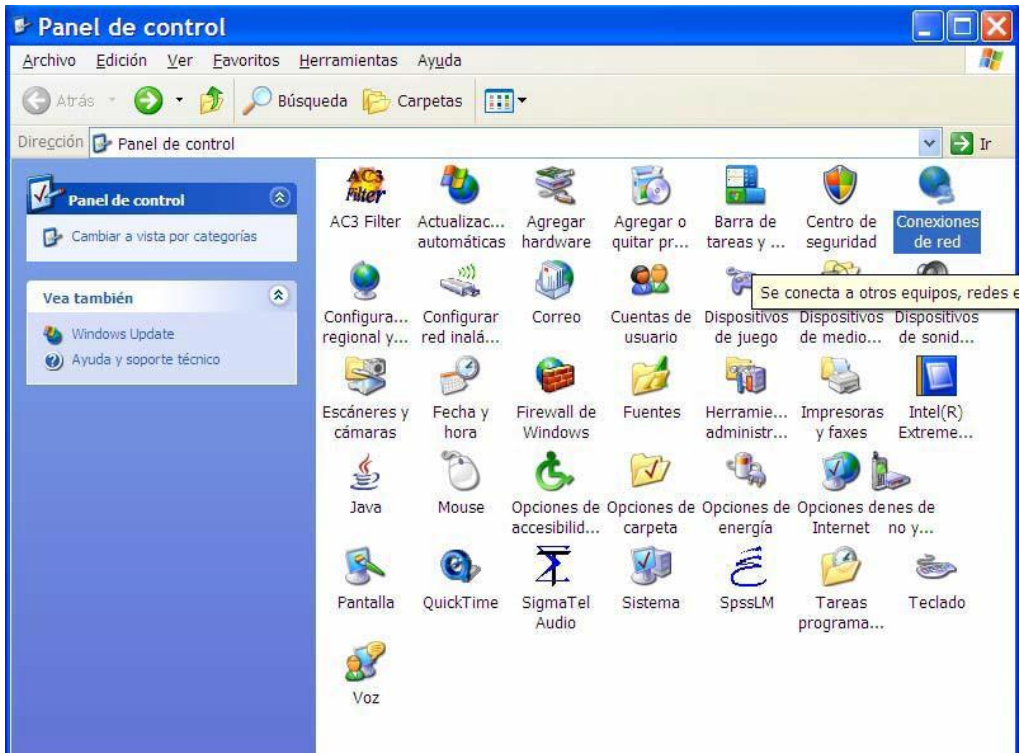 Panel de control
Archivo Edición Ver Favoritos Herramientas Ayuda
Atrás Búsqueda Carpetas
Dirección Panel de control Ir
Panel de control
Cambiar a vista por categorías
Vea también
Windows Update
Ayuda y soporte técnico
AC3 Filter
AC3 Filter Actualizac... Agregar Agregar o Barra de Centro de Conexiones
automáticas hardware quitar pr... tareas y ... seguridad de red
Se conecta a otros equipos, redes e
Configura... Configurar Correo Cuentas de Dispositivos Dispositivos Dispositivos
regional y... red inalá... usuario de juego de medio... de sonid...
Escáneres y Fecha y Firewall de Fuentes Herramie... Impresoras Intel(R)
cámaras hora Windows administr... y faxes Extreme...
Java Mouse Opciones de Opciones de Opciones de Opciones de nes de
accesibilid... carpeta energía Internet no y...
Pantalla QuickTime SigmaTel Sistema SpssLM Tareas Teclado
Audio programa...
Voz